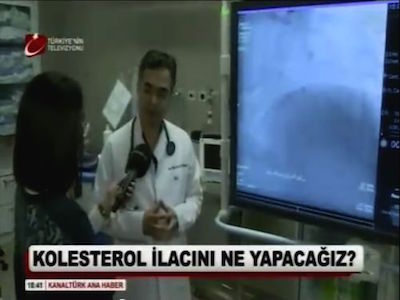 TÜRKİYE'NİN
TELEVİZYONU
KOLESTEROL İLACINI NE YAPACAĞIZ?
18:41 KANALTÜRK ANA HABER